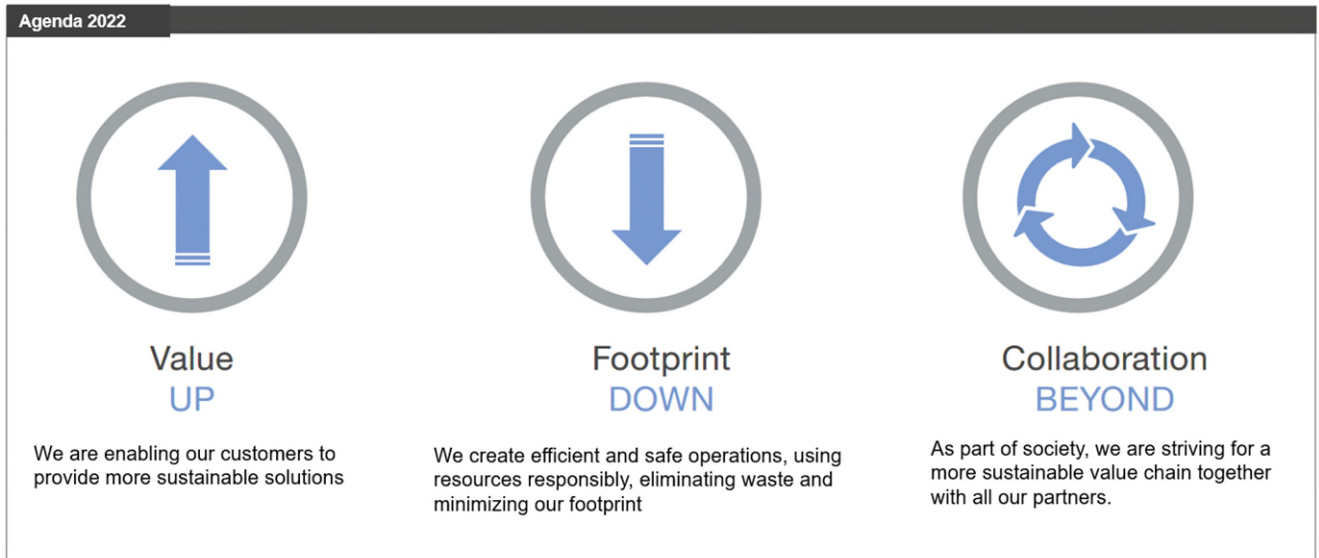 Agenda 2022
Value
UP
We are enabling our customers to
provide more sustainable solutions
Footprint
DOWN
We create efficient and safe operations, using
resources responsibly, eliminating waste and
minimizing our footprint
Collaboration
BEYOND
As part of society, we are striving for a
more sustainable value chain together
with all our partners.